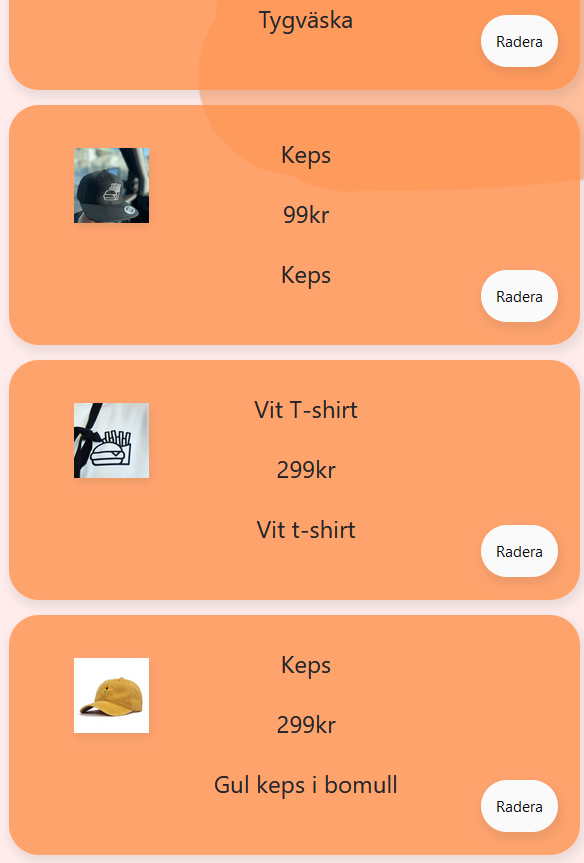 Tygväska
Radera
Keps
99kr
Keps
Radera
Vit T-shirt
299kr
Vit t-shirt
Radera
Keps
299kr
Gul keps i bomull
Radera